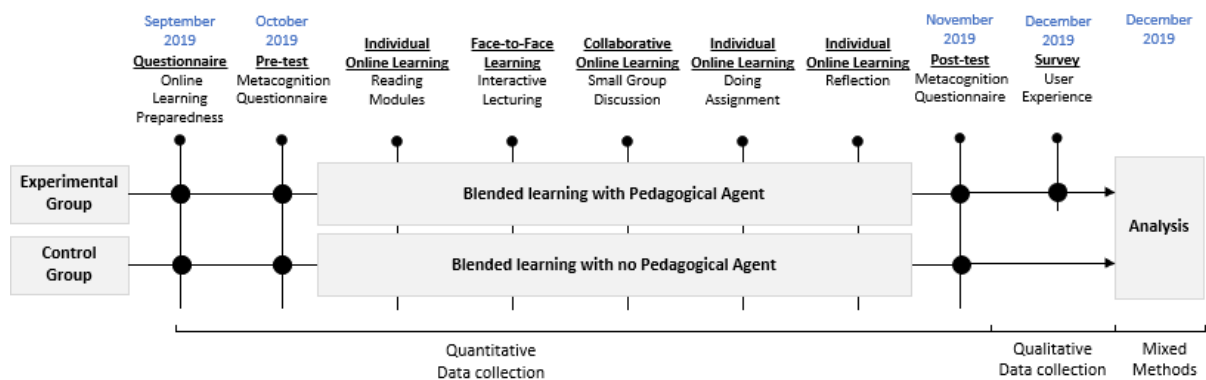 September
2019
Questionnaire
Online
Learning
Preparedness
October
2019
Pre-test
Metacognition
Questionnaire
Individual
Online Learning
Reading
Modules
Face-to-Face
Learning
Interactive
Lecturing
Collaborative
Online Learning
Small Group
Discussion
Individual
Online Learning
Doing
Assignment
Individual
Online Learning
Reflection
November
2019
Post-test
Metacognition
Questionnaire
December
2019
Survey
User
Experience
December
2019
Experimental
Group
Blended learning with Pedagogical Agent
Control
Group
Blended learning with no Pedagogical Agent
Analysis
Quantitative
Data collection
Qualitative
Data collection
Mixed
Methods